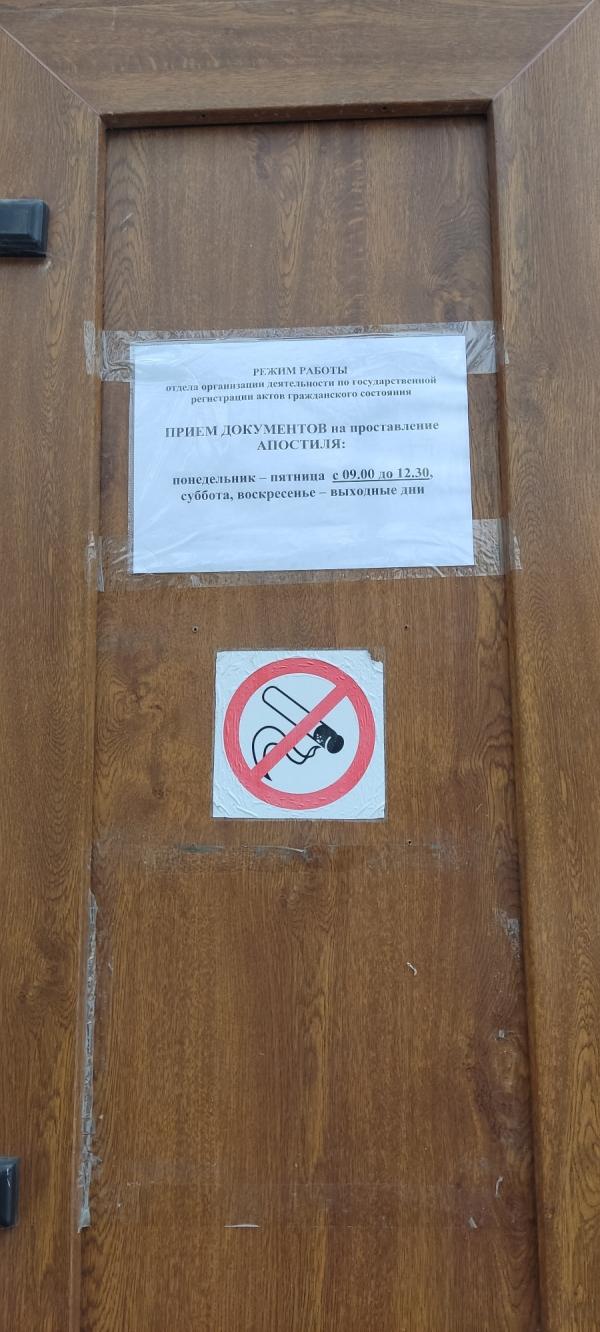 РЕЖИМ РАБОТЫ
отдела организации деятельности по государственной
регистрации актов гражданского состояния
ПРИЕМ ДОКУМЕНТОВ на проставление
АПОСТИЛЯ:
понедельник – пятница с 09.00 до 12.30,
суббота, воскресенье – выходные дни